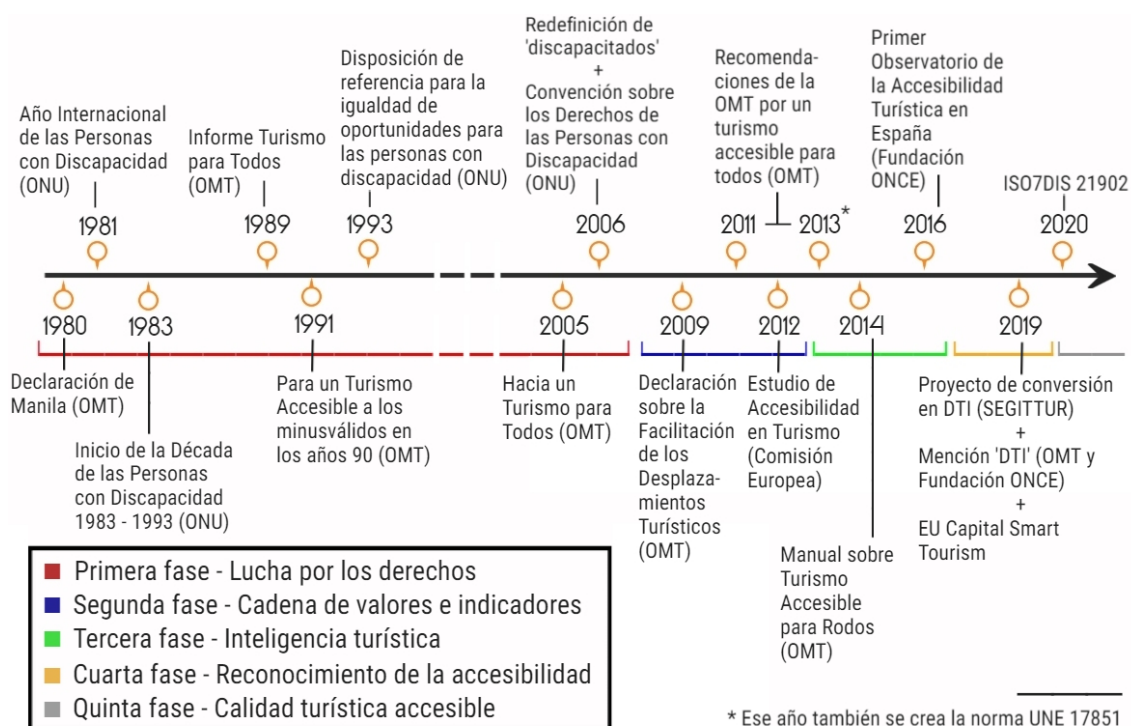 Año Internacional
de las Personas
con Discapacidad
(ONU)
1981
Informe Turismo
para Todos
(OMT)
1989
Disposición de
referencia para la
igualdad de
oportunidades para
las personas con
discapacidad (ONU)
1993
Redefinición de
'discapacitados'
+
Convención sobre
los Derechos de
las Personas con
Discapacidad
(ONU)
2006
Recomenda-
ciones de la
OMT por un
turismo
accesible para
todos (OMT)
2011
2013*
Primer
Observatorio de
la Accesibilidad
Turística en
España
(Fundación
ONCE)
2016
ISO7DIS 21902
2020
1980
Declaración de
Manila (OMT)
1983
Inicio de la Década
de las Personas
con Discapacidad
1983 - 1993 (ONU)
1991
Para un Turismo
Accesible a los
minusválidos en
los años 90 (OMT)
2005
Hacia un
Turismo para
Todos (OMT)
2009
Declaración
sobre la
Facilitación
de los
Desplaza-
mientos
Turísticos
(OMT)
2012
Estudio de
Accesibilidad
en Turismo
(Comisión
Europea)
2014
Manual sobre
Turismo
Accesible
para Rodos
(OMT)
2019
Proyecto de conversión
en DTI (SEGITTUR)
+
Mención 'DTI' (OMT y
Fundación ONCE)
+
EU Capital Smart
Tourism
Primera fase - Lucha por los derechos
Segunda fase - Cadena de valores e indicadores
Tercera fase - Inteligencia turística
Cuarta fase - Reconocimiento de la accesibilidad
Quinta fase - Calidad turística accesible
* Ese año también se crea la norma UNE 17851